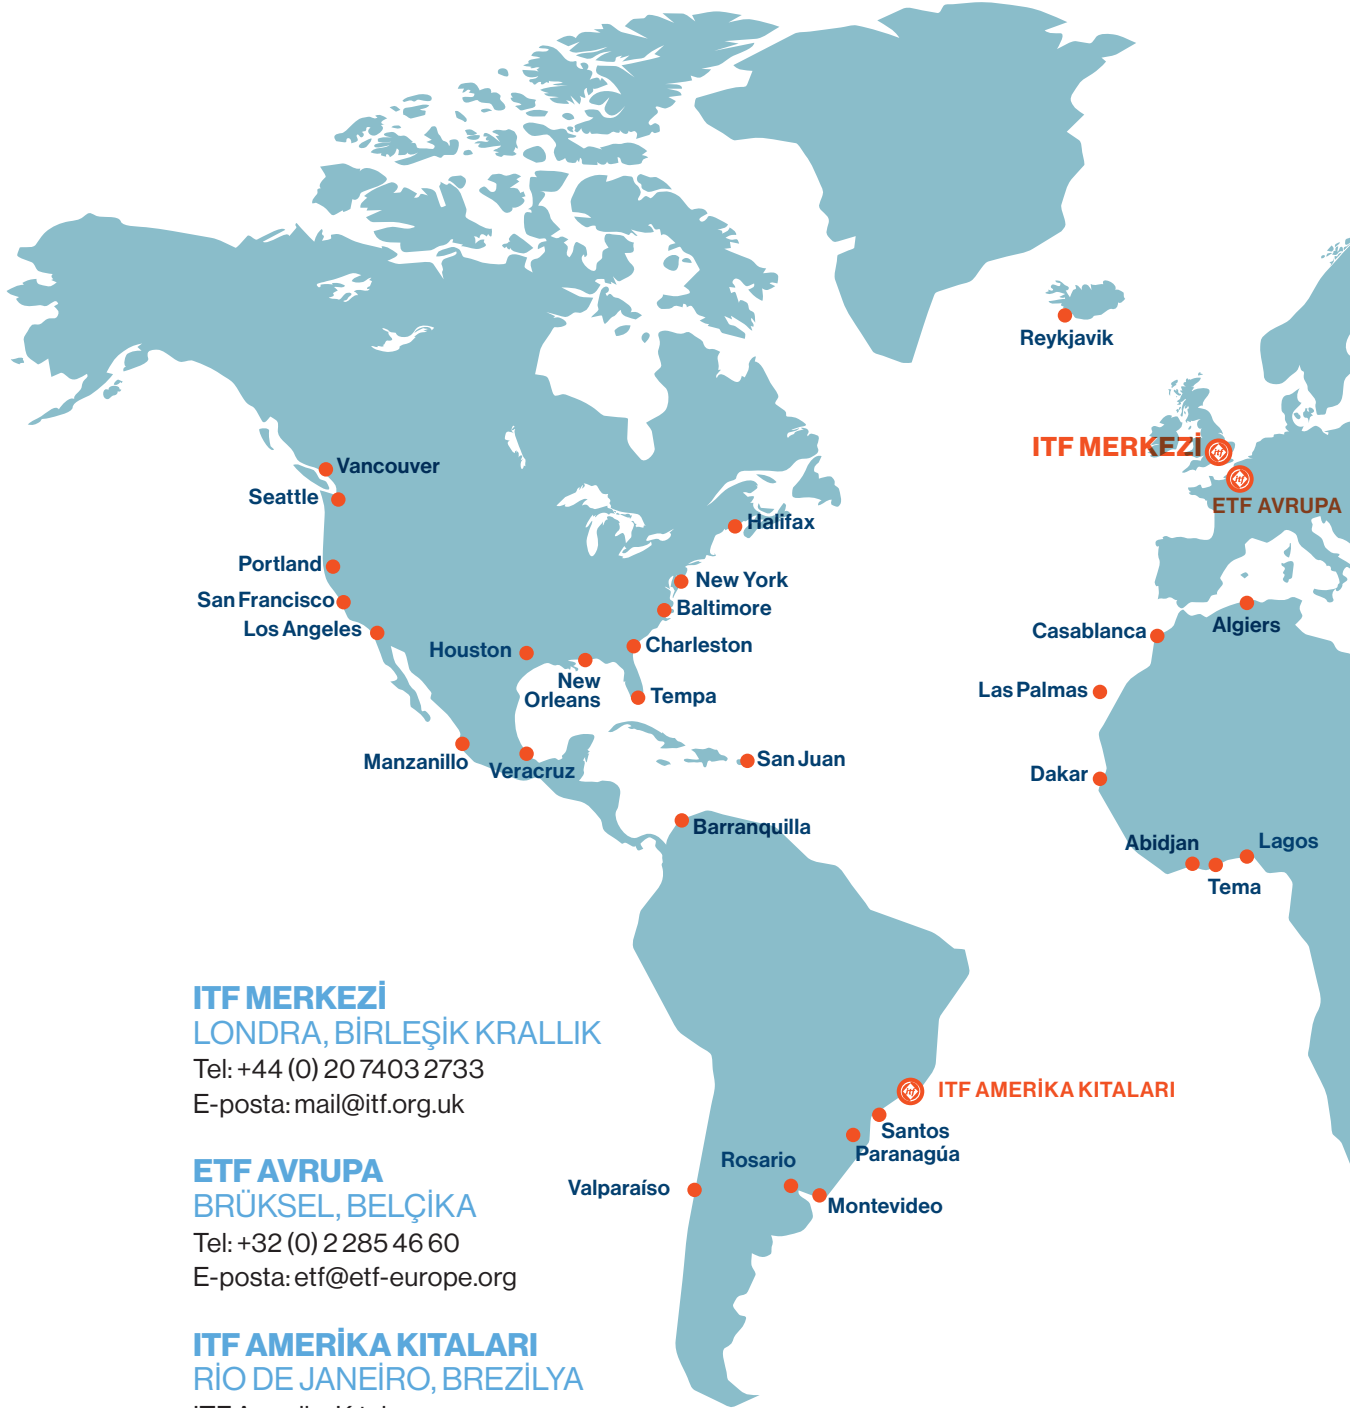 Reykjavik
ITF MERKEZİ
ETF AVRUPA
Vancouver
Seattle
Halifax
Portland
New York
San Francisco
Baltimore
Los Angeles
Charleston
Houston
New
Orleans
Tempa
Casablanca
Algiers
Las Palmas
Manzanillo
Veracruz
San Juan
Dakar
Barranquilla
Abidjan
Lagos
Tema
ITF AMERİKA KITALARI
Santos
Paranagúa
Rosario
Valparaíso
Montevideo
ITF MERKEZİ
LONDRA, BİRLEŞİK KRALLIK
Tel: +44 (0) 20 7403 2733
E-posta: mail@itf.org.uk
ETF AVRUPA
BRÜKSEL, BELÇİKA
Tel: +32 (0) 2 285 46 60
E-posta: etf@etf-europe.org
ITF AMERİKA KITALARI
RİO DE JANEİRO, BREZİLYA